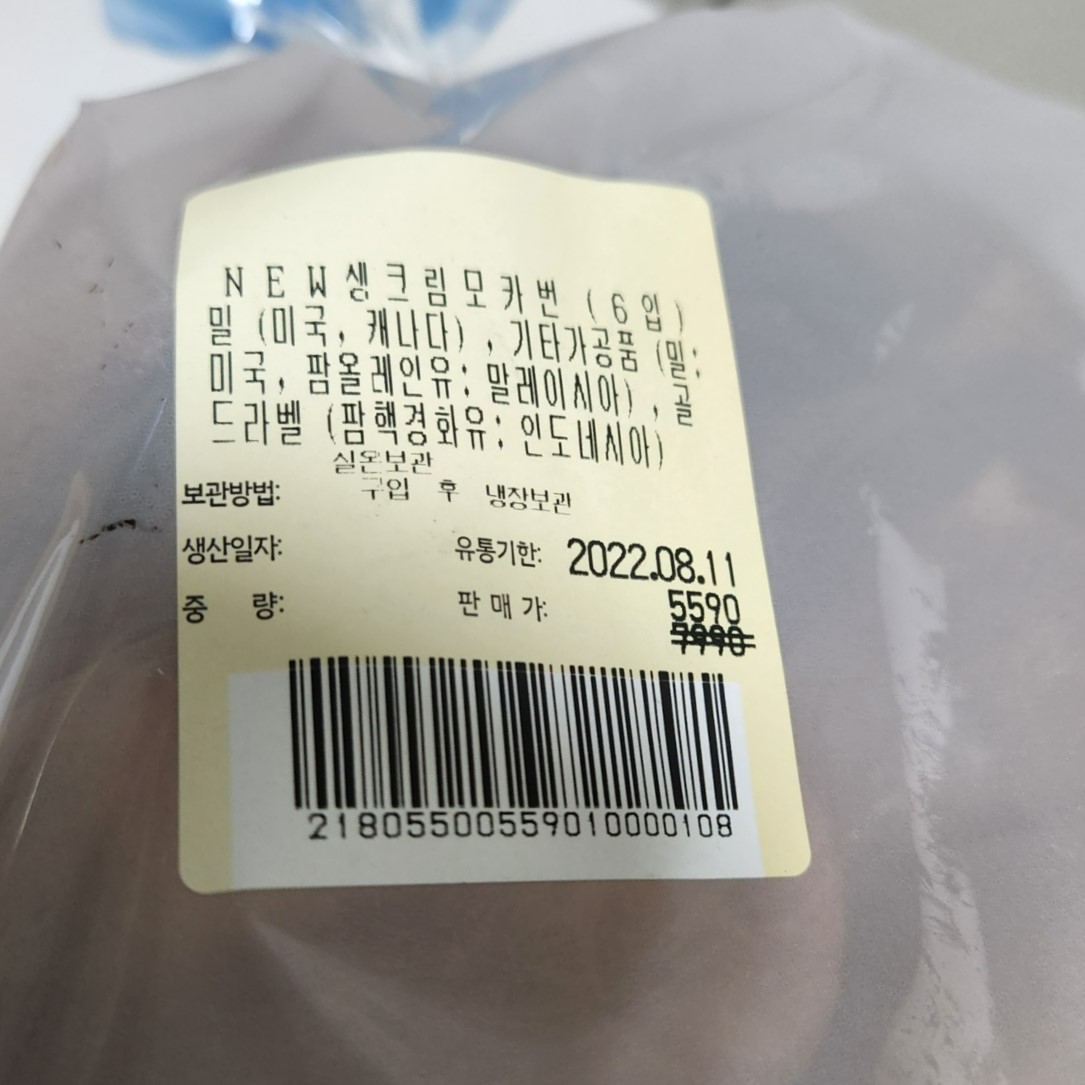 NEW생크림모카번 (6입)
밀 (미국, 캐나다) , 기타가공품 (밀:
미국, 팜올레인유: 말레이시아) , 골
드라벨 (팜핵경화유: 인도네시아)
실온보관
보관방법: 구입 후 냉장보관
생산일자: 유통기한: 2022.08.11
중 량: 판 매 가: 5590
7990
2180550055901000108